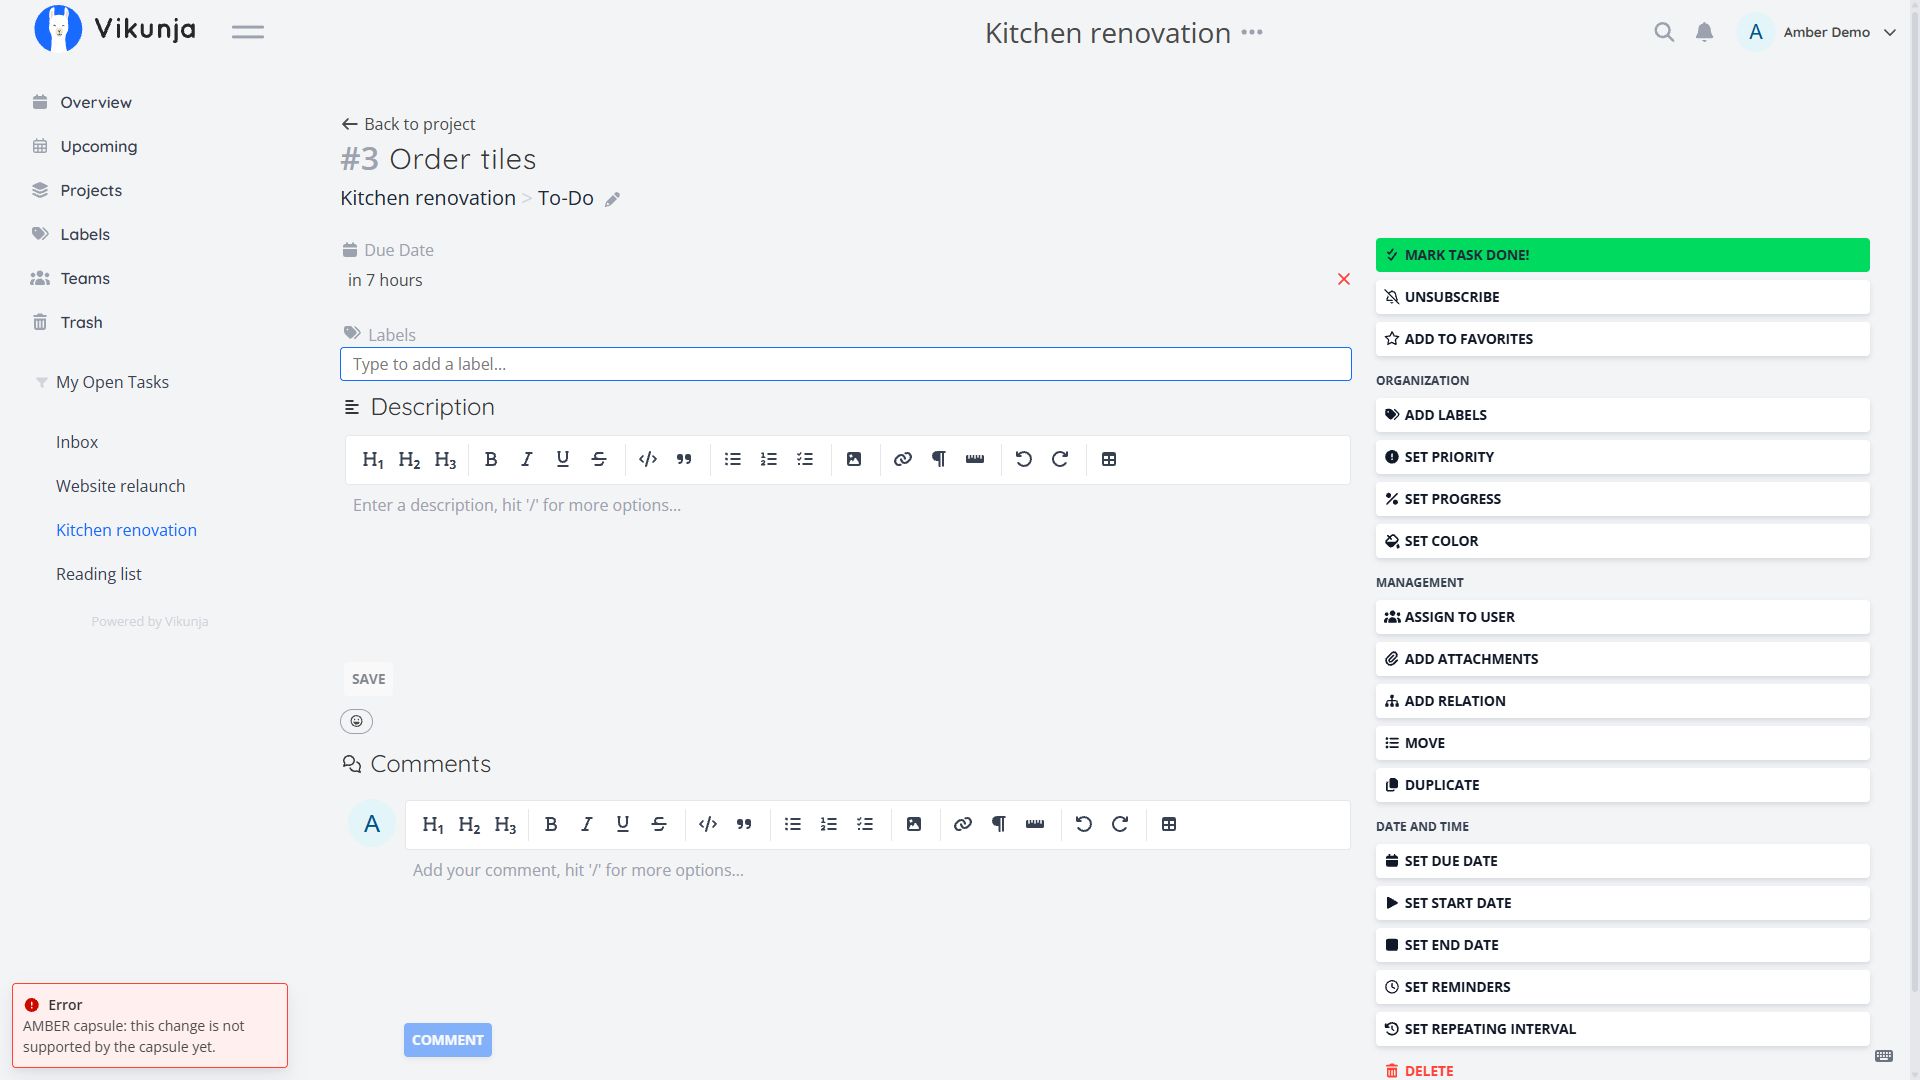 Vikunja
Kitchen renovation
A
Amber Demo
Overview
Upcoming
Projects
Labels
Teams
Trash
My Open Tasks
Inbox
Website relaunch
Kitchen renovation
Reading list
Powered by Vikunja
Back to project
#3 Order tiles
Kitchen renovation > To-Do
Due Date
in 7 hours
Labels
Type to add a label...
Description
H1 H2 H3 B I U S
Enter a description, hit '/' for more options...
SAVE
Comments
A
H1 H2 H3 B I U S
Add your comment, hit '/' for more options...
COMMENT
MARK TASK DONE!
UNSUBSCRIBE
ADD TO FAVORITES
ORGANIZATION
ADD LABELS
SET PRIORITY
SET PROGRESS
SET COLOR
MANAGEMENT
ASSIGN TO USER
ADD ATTACHMENTS
ADD RELATION
MOVE
DUPLICATE
DATE AND TIME
SET DUE DATE
SET START DATE
SET END DATE
SET REMINDERS
SET REPEATING INTERVAL
DELETE
Error
AMBER capsule: this change is not
supported by the capsule yet.